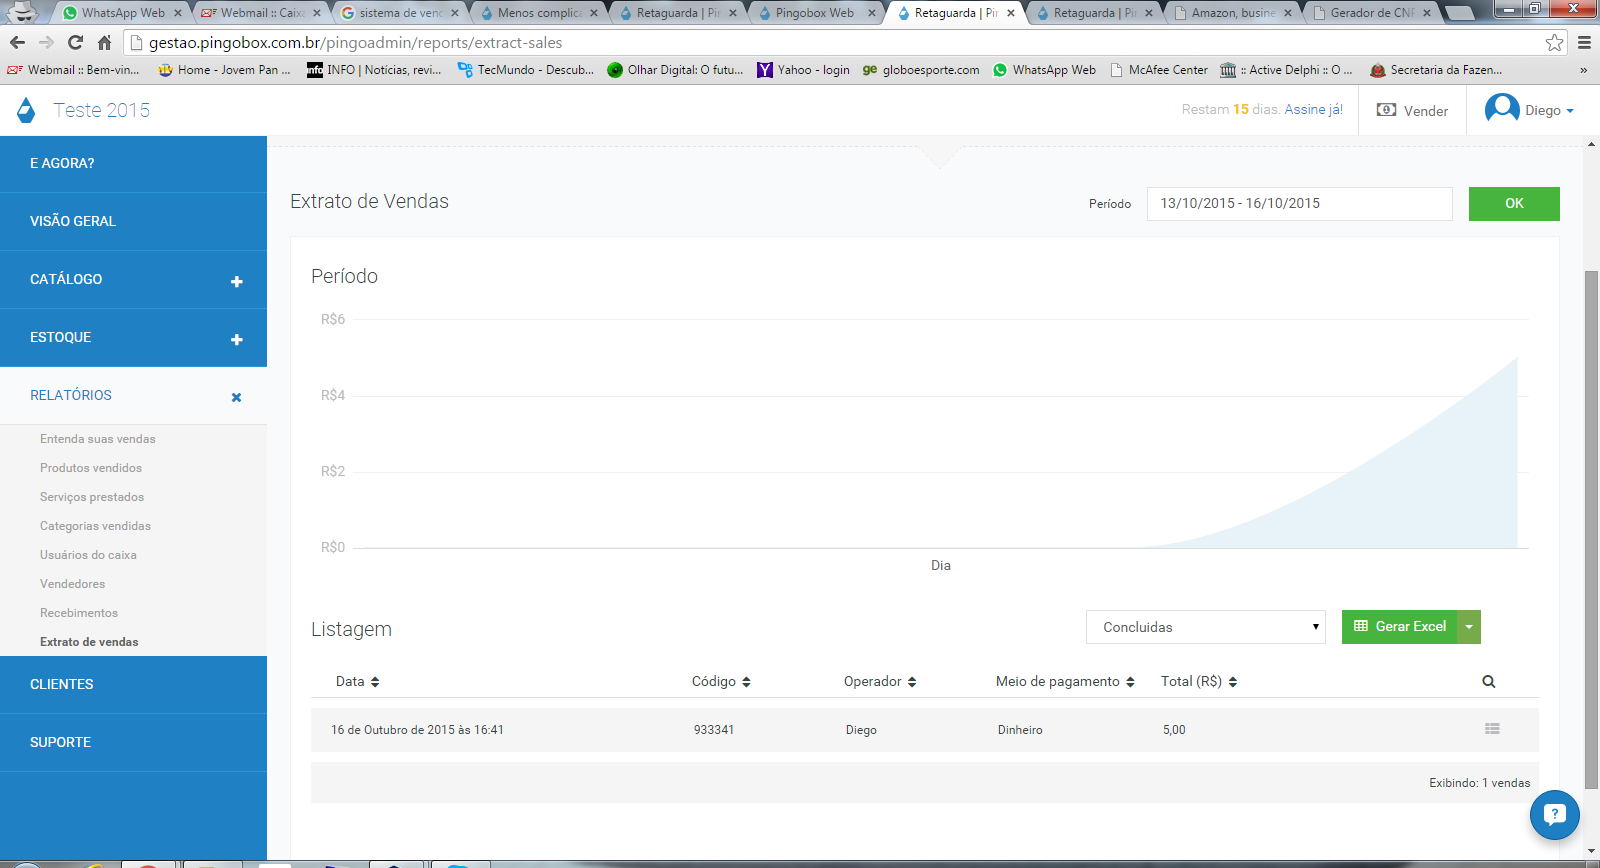 WhatsApp Web
Webmail :: Caixa
sistema de venc
Menos complica
Retaguarda | Pi
Pingobox Web
Retaguarda | Pi
Retaguarda | Pi
Amazon, busine
Gerador de CNP
gestao.pingobox.com.br/pingoadmin/reports/extract-sales
Webmail :: Bem-vin...
Home - Jovem Pan ...
INFO | Notícias, revi...
TecMundo - Descub...
Olhar Digital: O futu...
Yahoo - login
ge globoesporte.com
WhatsApp Web
McAfee Center
:: Active Delphi :: O ...
Secretaria da Fazen...
»
Teste 2015
Restam 15 dias. Assine já!
Vender
Diego
E AGORA?
VISÃO GERAL
CATÁLOGO
ESTOQUE
RELATÓRIOS
Entenda suas vendas
Produtos vendidos
Serviços prestados
Categorias vendidas
Usuários do caixa
Vendedores
Recebimentos
Extrato de vendas
CLIENTES
SUPORTE
Extrato de Vendas
Período
13/10/2015 - 16/10/2015
OK
Período
R$6
R$4
R$2
R$0
Dia
Listagem
Concluidas
Gerar Excel
Data
Código
Operador
Meio de pagamento
Total (R$)
16 de Outubro de 2015 às 16:41
933341
Diego
Dinheiro
5,00
Exibindo: 1 vendas